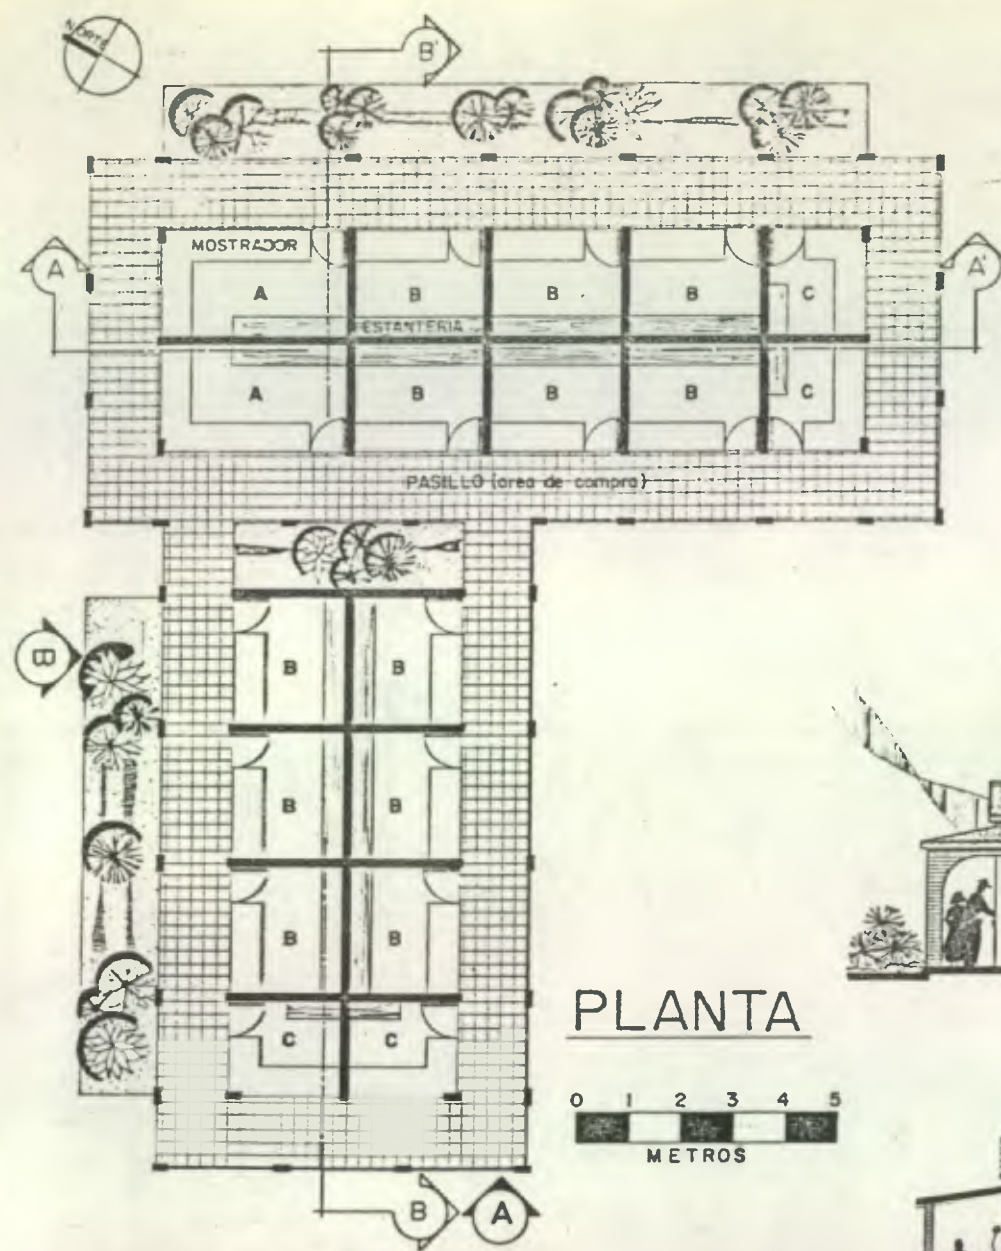 NORTE
B'
A
A'
MOSTRADOR
A B B B C
ESTANTERIA
A B B B C
PASILLO (area de compra)
B
B B
B B
B B
C C
PLANTA
0 1 2 3 4 5
METROS
B A